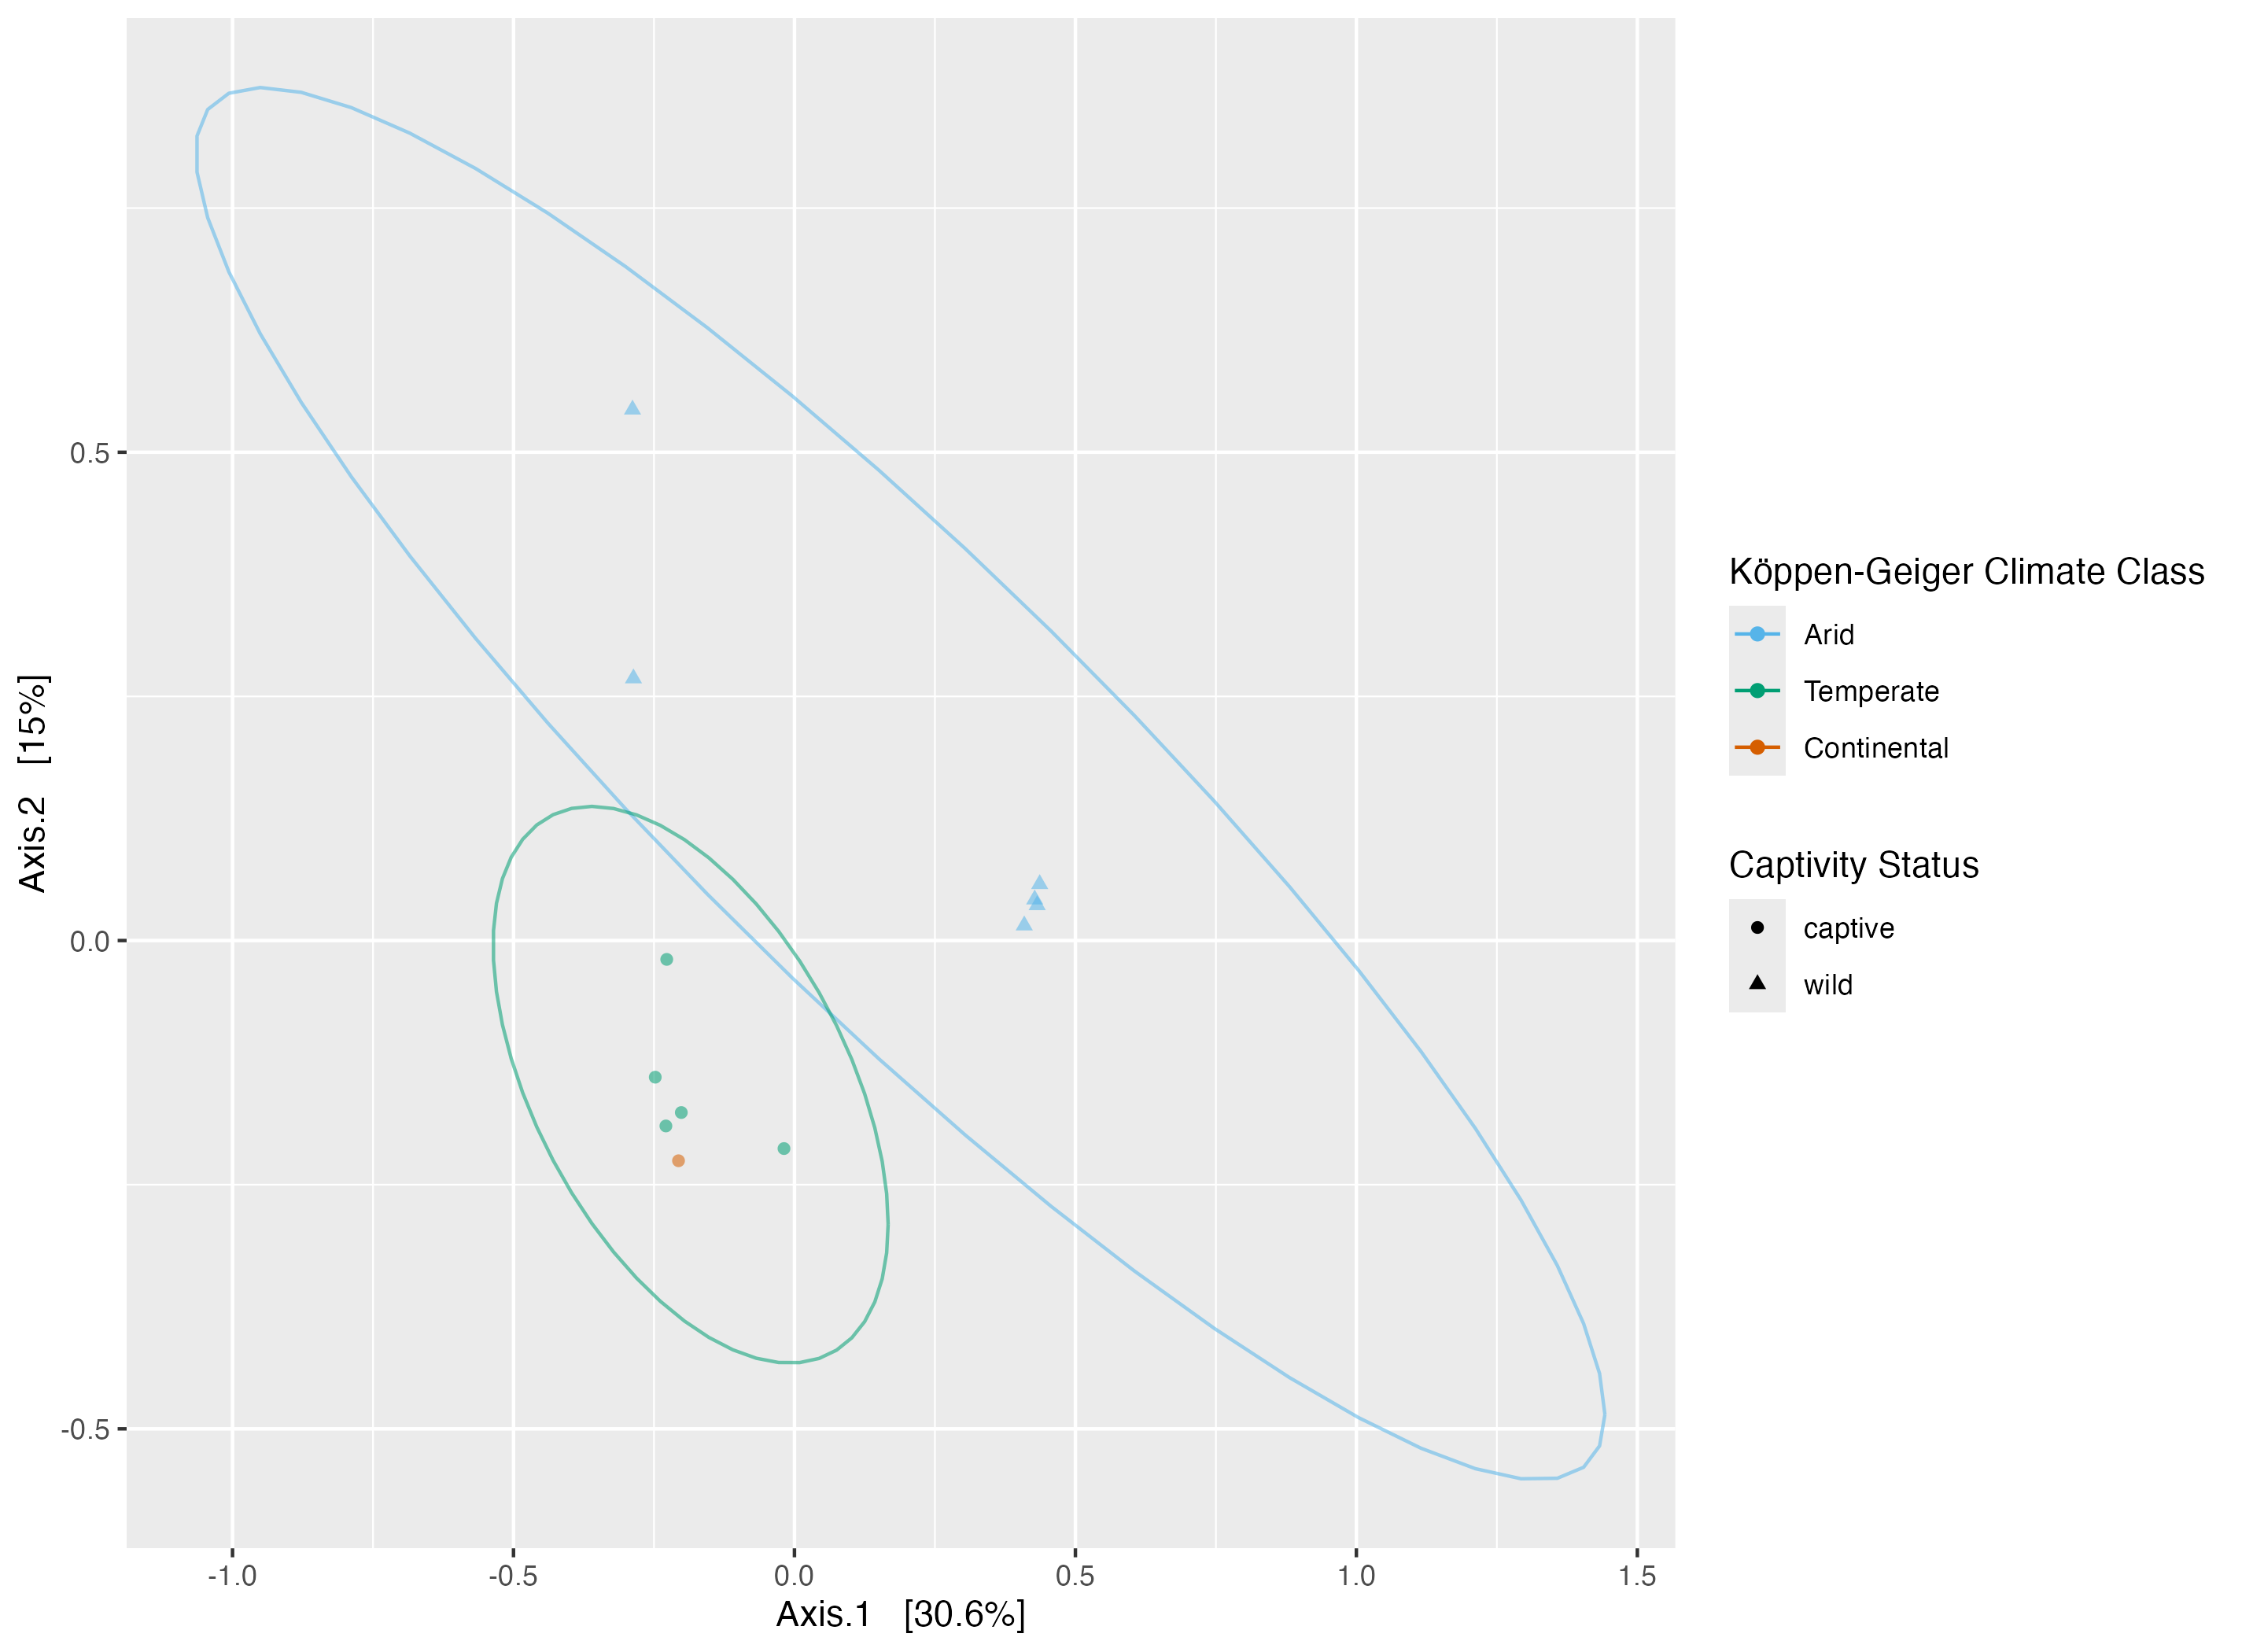 Axis.2 [15%]
0.5
0.0
-0.5
-1.0 -0.5 0.0 0.5 1.0 1.5
Axis.1 [30.6%]
Köppen-Geiger Climate Class
Arid
Temperate
Continental
Captivity Status
captive
wild